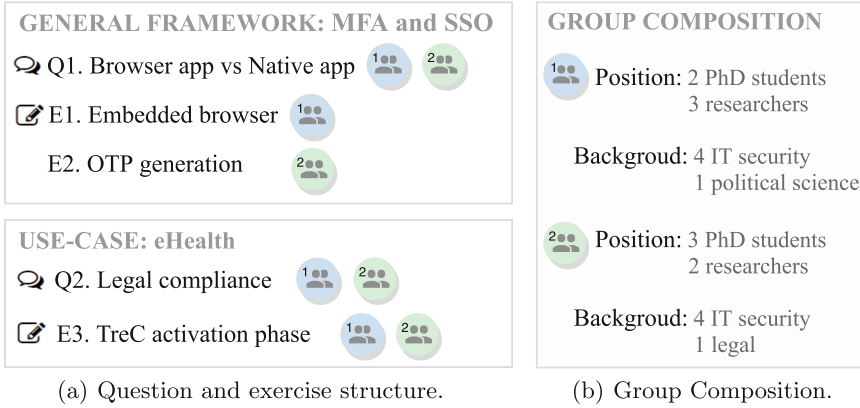 GENERAL FRAMEWORK: MFA and SSO
Q1. Browser app vs Native app 1 2
E1. Embedded browser 1
E2. OTP generation 2
USE-CASE: eHealth
Q2. Legal compliance 1 2
E3. TreC activation phase 1 2
(a) Question and exercise structure.
GROUP COMPOSITION
1 Position: 2 PhD students
3 researchers
Backgroud: 4 IT security
1 political science
2 Position: 3 PhD students
2 researchers
Backgroud: 4 IT security
1 legal
(b) Group Composition.